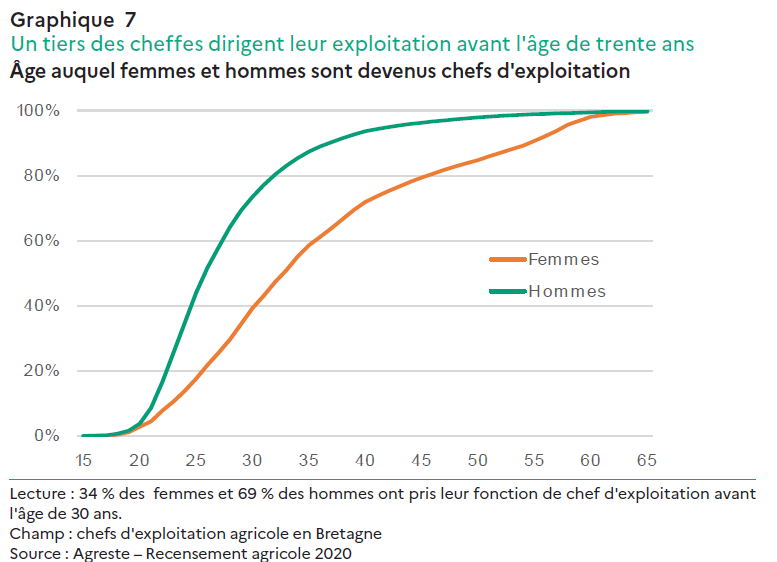 Graphique 7
Un tiers des cheffes dirigent leur exploitation avant l'âge de trente ans
Âge auquel femmes et hommes sont devenus chefs d'exploitation
100%
80%
60%
40%
20%
0%
Femmes
Hommes
15 20 25 30 35 40 45 50 55 60 65
Lecture : 34 % des femmes et 69 % des hommes ont pris leur fonction de chef d'exploitation avant
l'âge de 30 ans.
Champ : chefs d'exploitation agricole en Bretagne
Source : Agreste – Recensement agricole 2020